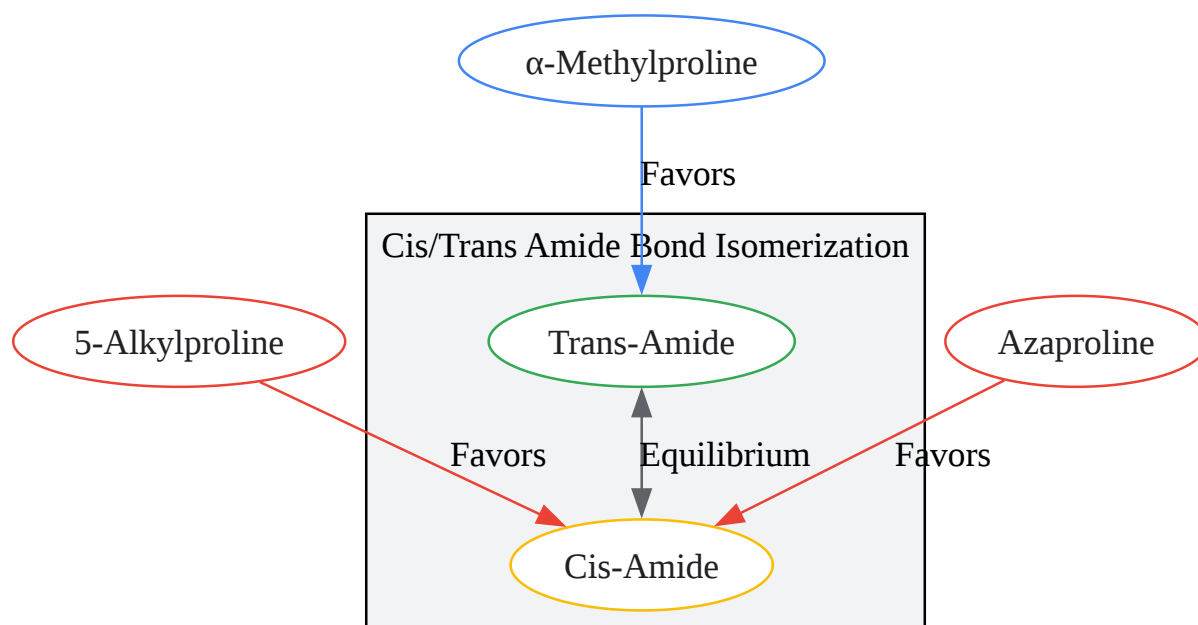 α-Methylproline
Favors
Cis/Trans Amide Bond Isomerization
5-Alkylproline
Trans-Amide
Azaproline
Favors
Equilibrium
Favors
Cis-Amide